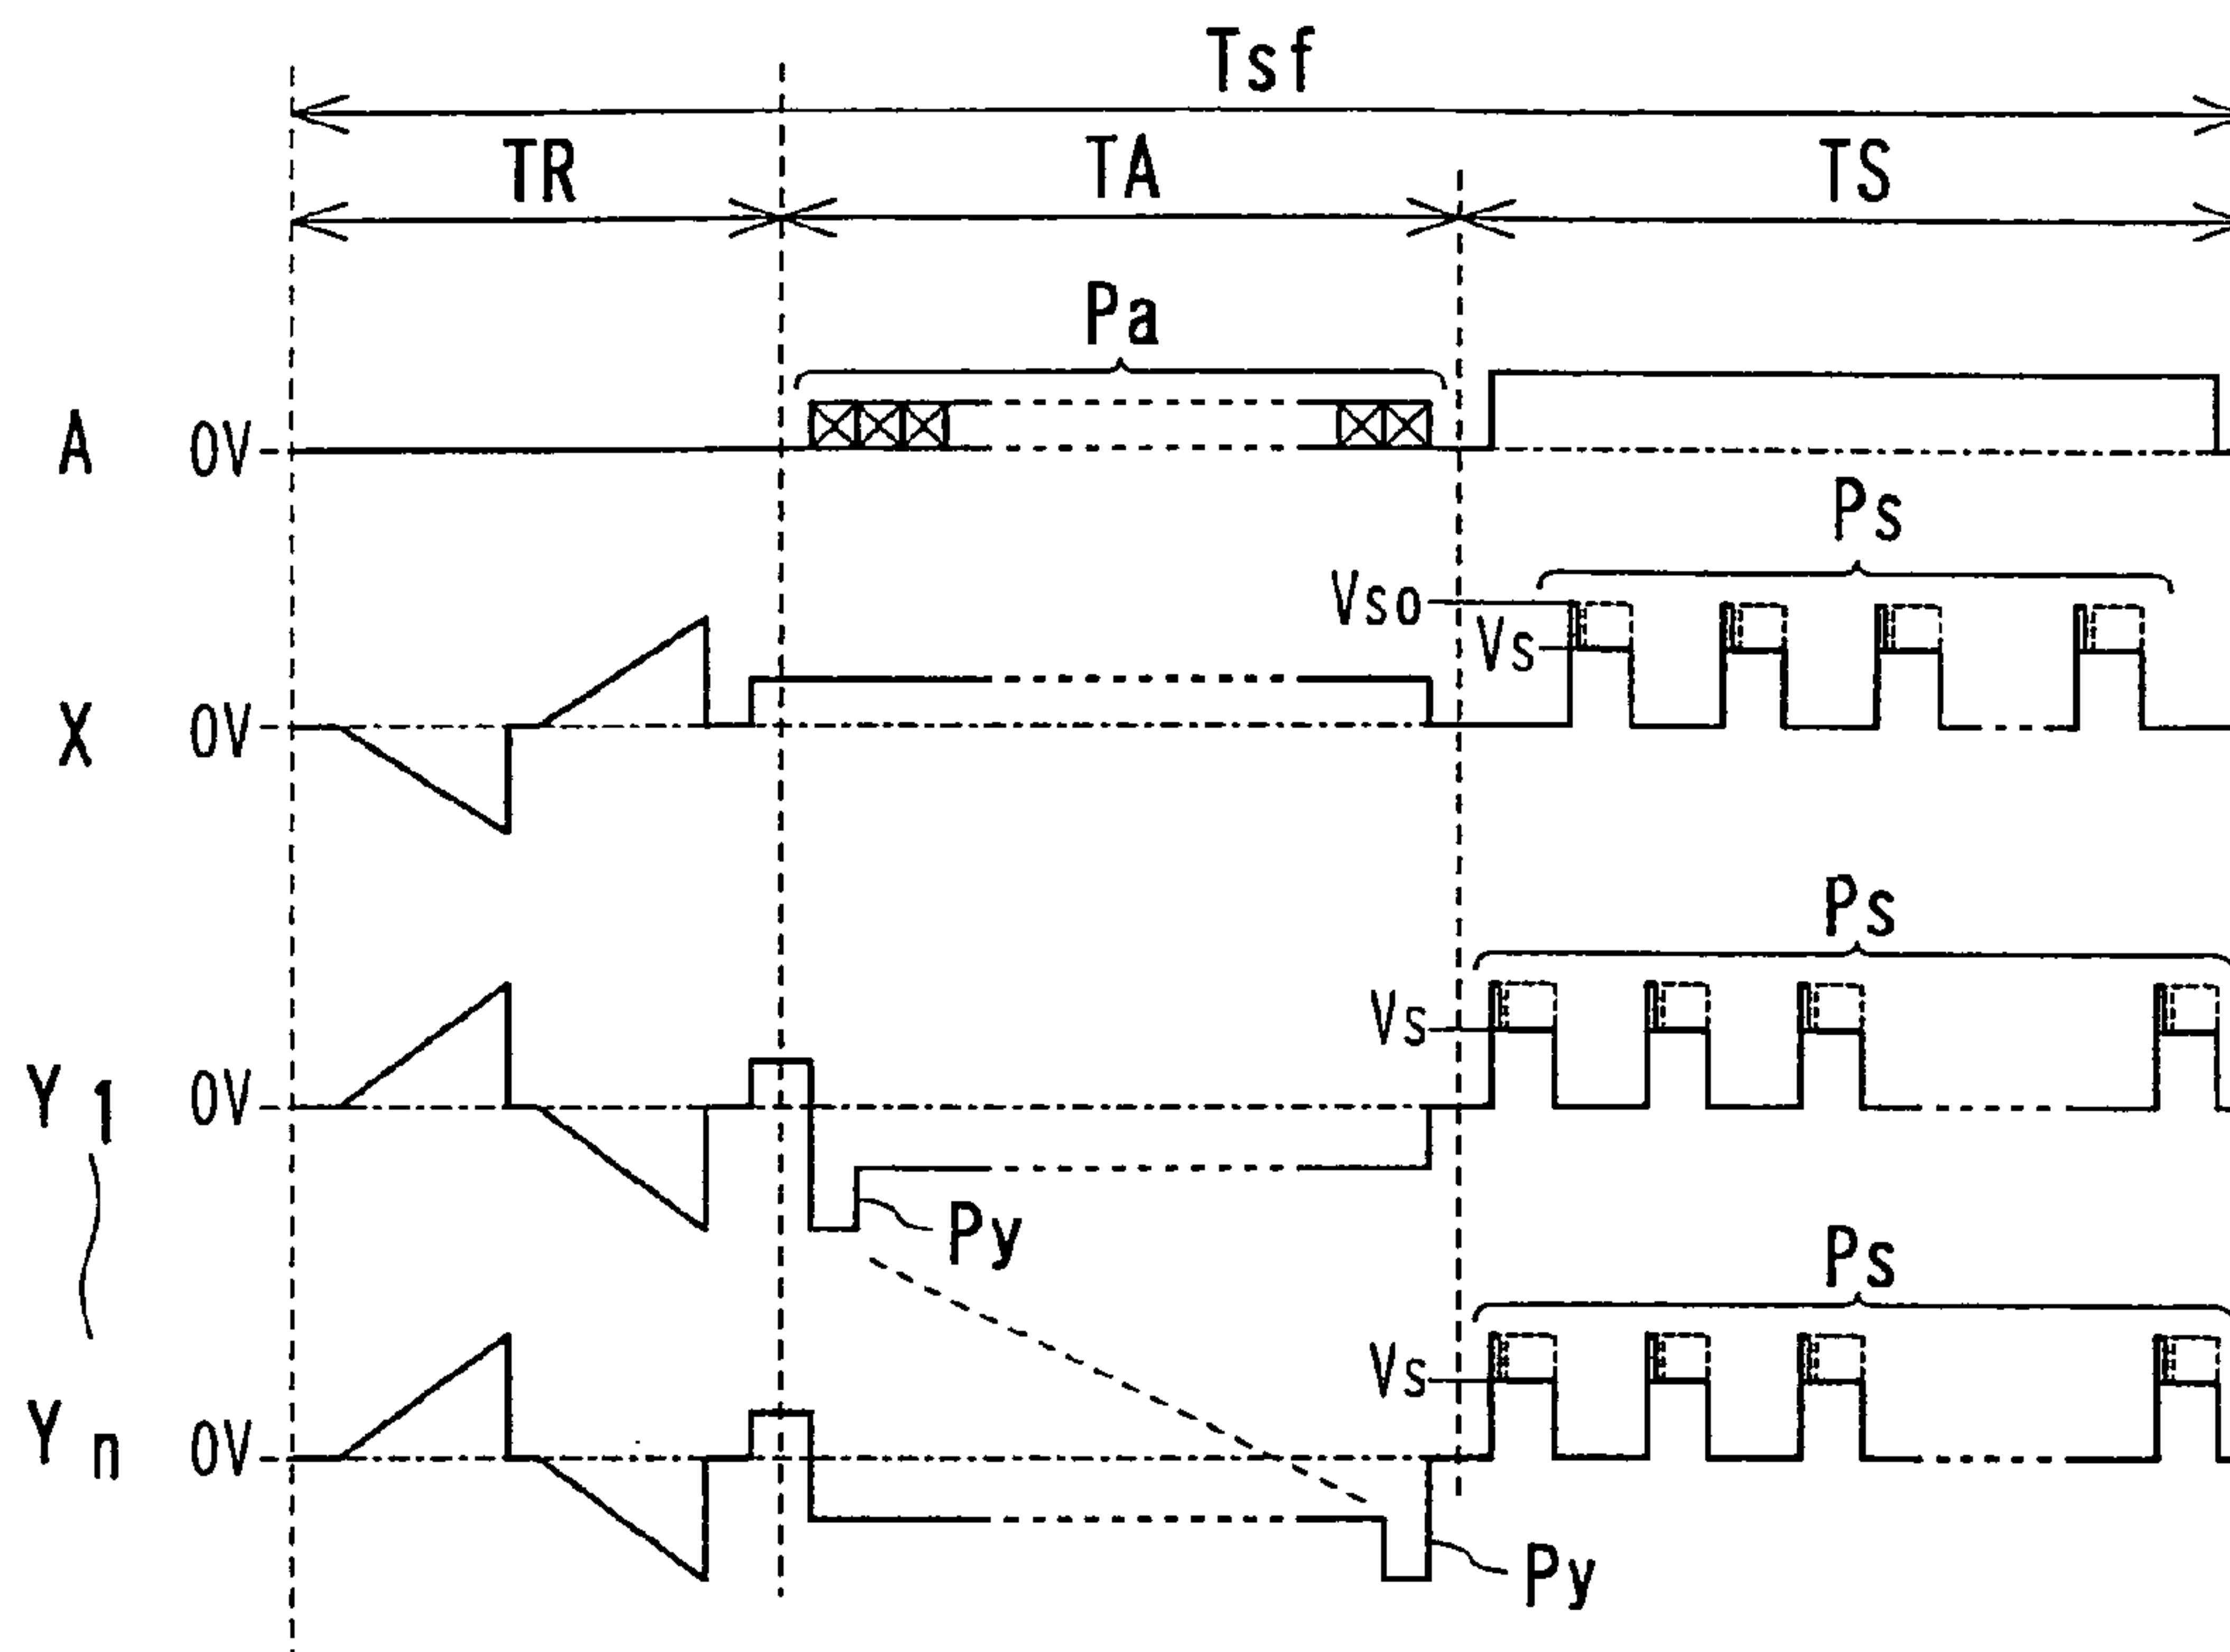 Tsf
TR TA TS
Pa
A 0V
Ps
Vso
Vs
X 0V
Ps
Vs
Y1 0V
Py
Ps
Vs
Yn 0V
Py